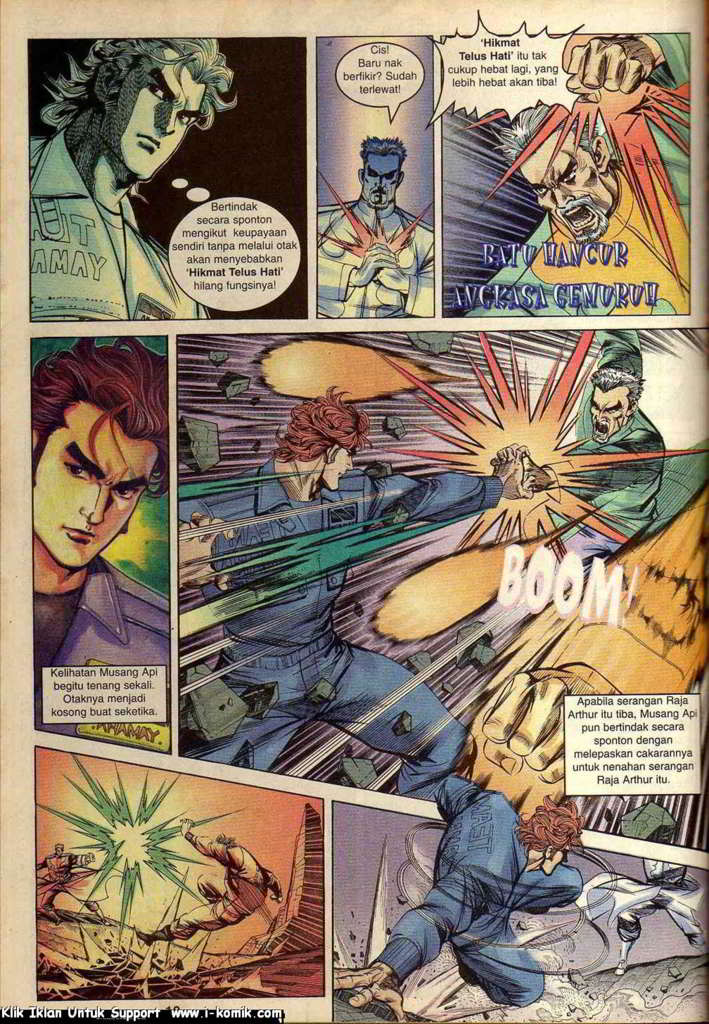 UT
AMAY
Bertindak
secara sponton
mengikut keupayaan
sendiri tanpa melalui otak
akan menyebabkan
'Hikmat Telus Hati'
hilang fungsinya!
Cis!
Baru nak
berfikir? Sudah
terlewat!
'Hikmat
Telus Hati' itu tak
cukup hebat lagi, yang
lebih hebat akan tiba!
BATU HANCUR
ANGKASA GEMURUH
Kelihatan Musang Api
begitu tenang sekali.
Otaknya menjadi
kosong buat seketika.
ANAMAY
BOOM!
Apabila serangan Raja
Arthur itu tiba, Musang Api
pun bertindak secara
sponton dengan
melepaskan cakarannya
untuk nenahan serangan
Raja Arthur itu.
Klik Iklan Untuk Support www.i-komik.com